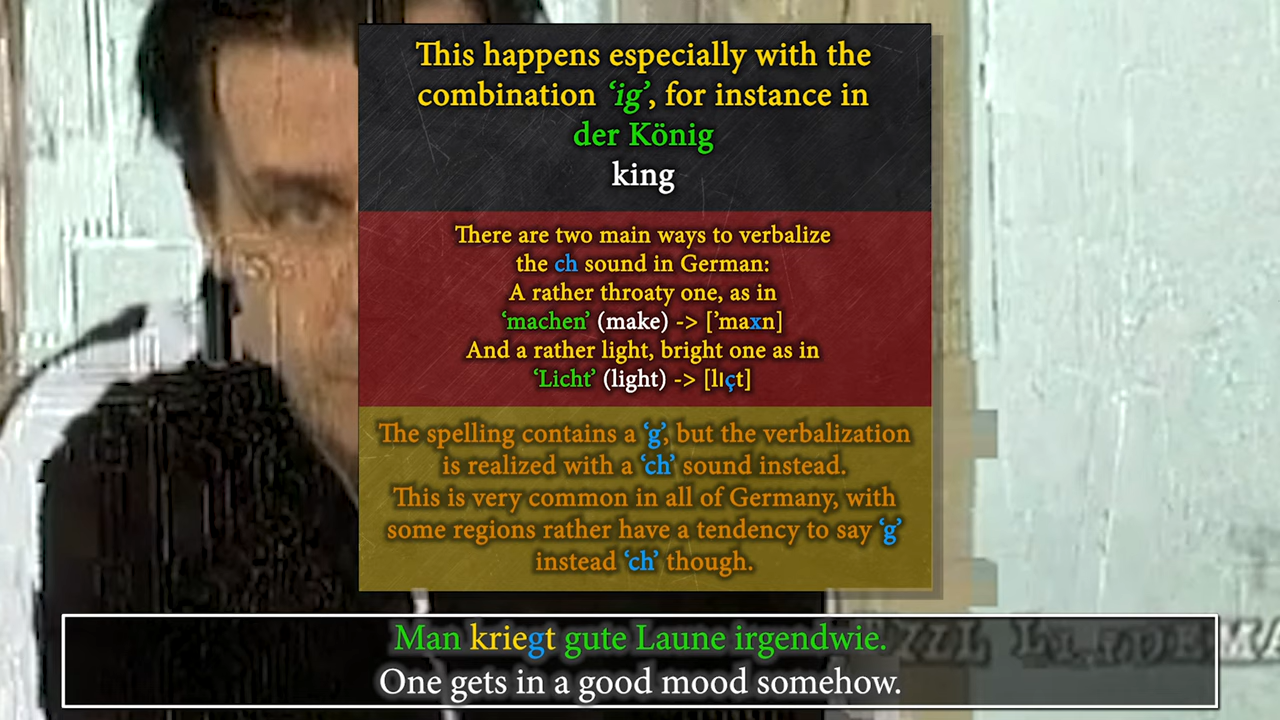 This happens especially with the
combination ‘ig’, for instance in
der König
king
There are two main ways to verbalize
the ch sound in German:
A rather throaty one, as in
‘machen’ (make) -> [’maxn]
And a rather light, bright one as in
‘Licht’ (light) -> [lıçt]
The spelling contains a ‘g’, but the verbalization
is realized with a ‘ch’ sound instead.
This is very common in all of Germany, with
some regions rather have a tendency to say ‘g’
instead ‘ch’ though.
Man kriegt gute Laune irgendwie.
One gets in a good mood somehow.